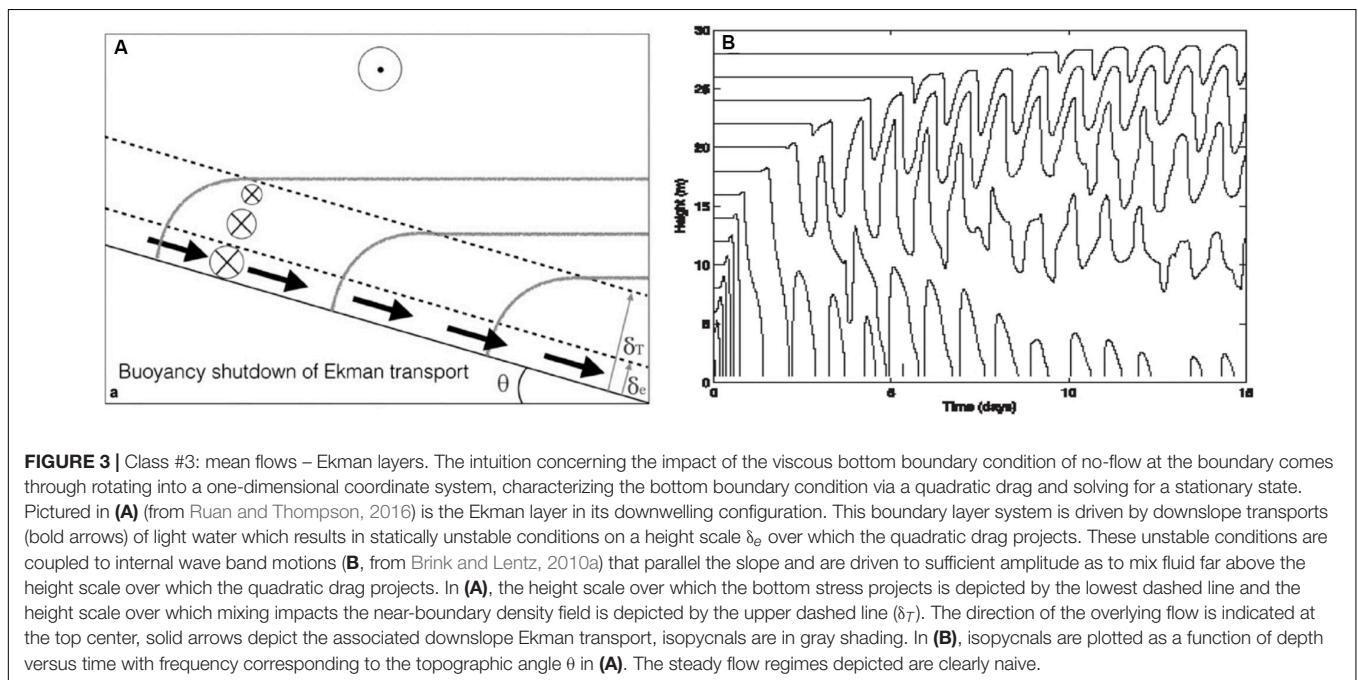 A
B
30
25
20
15
10
5
0
Height (m)
0
5
10
15
Time (days)
δT
δe
θ
Buoyancy shutdown of Ekman transport
a
FIGURE 3 | Class #3: mean flows – Ekman layers. The intuition concerning the impact of the viscous bottom boundary condition of no-flow at the boundary comes
through rotating into a one-dimensional coordinate system, characterizing the bottom boundary condition via a quadratic drag and solving for a stationary state.
Pictured in (A) (from Ruan and Thompson, 2016) is the Ekman layer in its downwelling configuration. This boundary layer system is driven by downslope transports
(bold arrows) of light water which results in statically unstable conditions on a height scale δe over which the quadratic drag projects. These unstable conditions are
coupled to internal wave band motions (B, from Brink and Lentz, 2010a) that parallel the slope and are driven to sufficient amplitude as to mix fluid far above the
height scale over which the quadratic drag projects. In (A), the height scale over which the bottom stress projects is depicted by the lowest dashed line and the
height scale over which mixing impacts the near-boundary density field is depicted by the upper dashed line (δT). The direction of the overlying flow is indicated at
the top center, solid arrows depict the associated downslope Ekman transport, isopycnals are in gray shading. In (B), isopycnals are plotted as a function of depth
versus time with frequency corresponding to the topographic angle θ in (A). The steady flow regimes depicted are clearly naive.